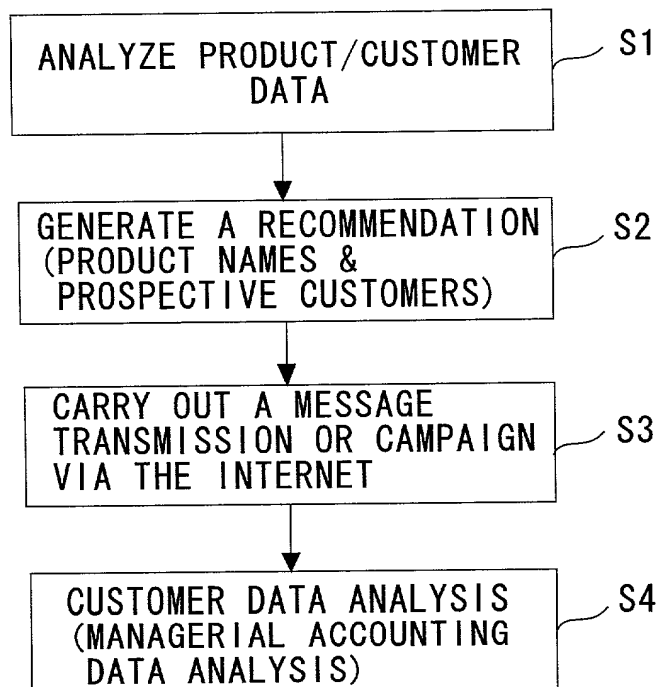 ANALYZE PRODUCT/CUSTOMER
DATA
S1
GENERATE A RECOMMENDATION
(PRODUCT NAMES &
PROSPECTIVE CUSTOMERS)
S2
CARRY OUT A MESSAGE
TRANSMISSION OR CAMPAIGN
VIA THE INTERNET
S3
CUSTOMER DATA ANALYSIS
(MANAGERIAL ACCOUNTING
DATA ANALYSIS)
S4